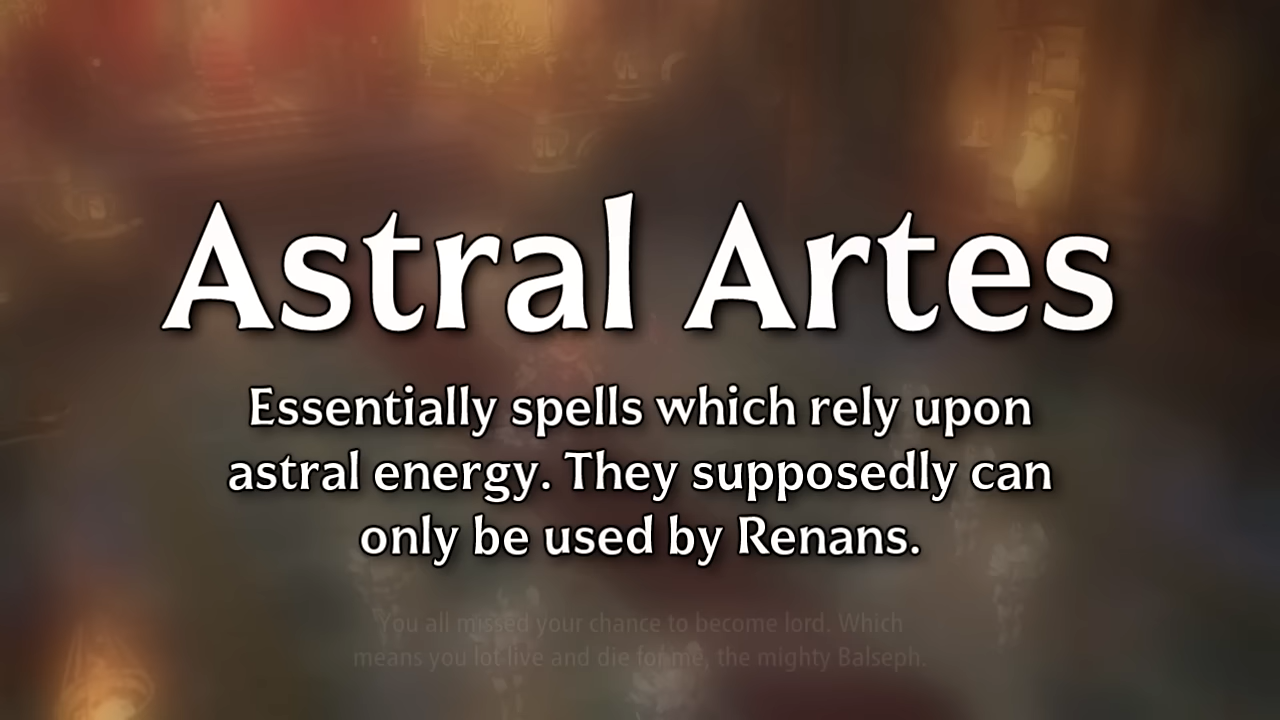 Astral Artes
Essentially spells which rely upon
astral energy. They supposedly can
only be used by Renans.
You all missed your chance to become lord. Which
means you lot live and die for me, the mighty Balseph.